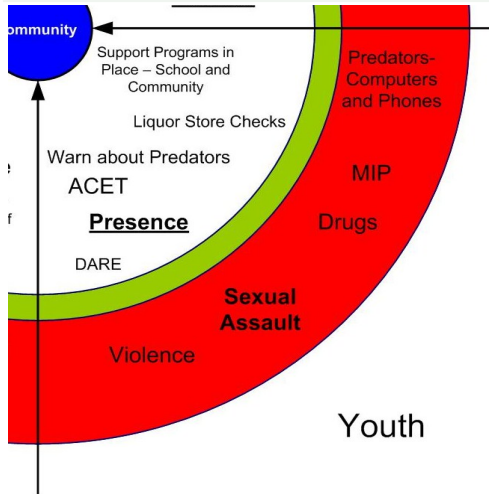 ommunity
Support Programs in
Place – School and
Community
Predators-
Computers
and Phones
Liquor Store Checks
Warn about Predators
e
ACET
MIP
f
Presence
Drugs
DARE
Sexual
Assault
Violence
Youth